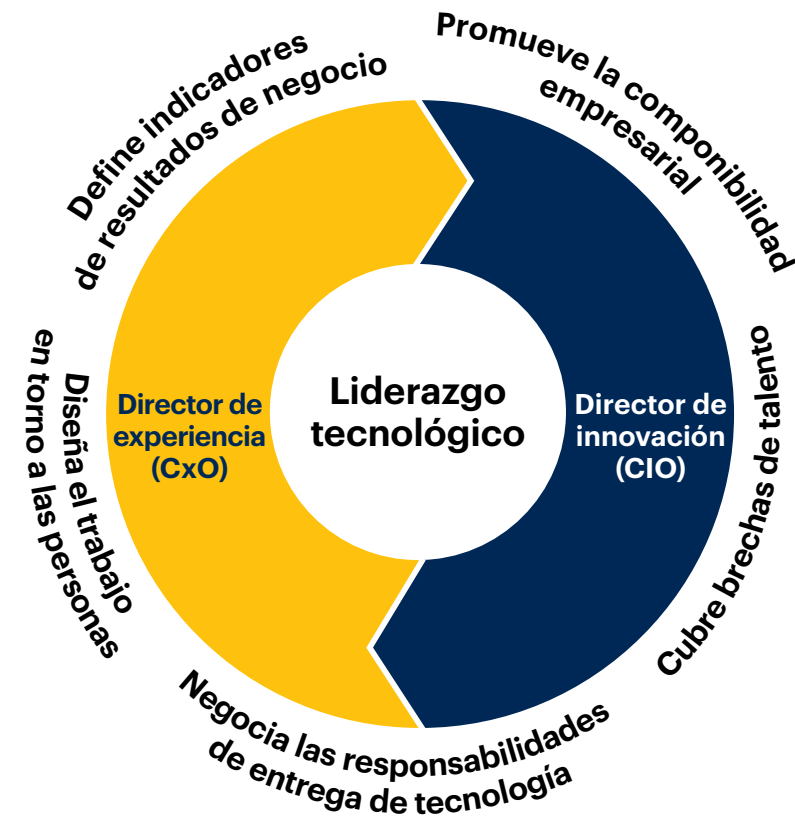 Define indicadores
de resultados de negocio
Promueve la componibilidad
empresarial
Cubre brechas de talento
Negocia las responsabilidades
de entrega de tecnología
Diseña el trabajo
en torno a las personas
Director de
experiencia
(CxO)
Liderazgo
tecnológico
Director de
innovación
(CIO)